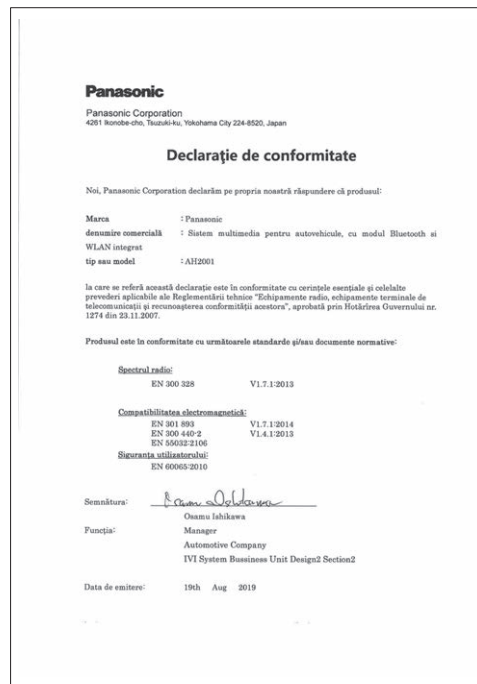 Panasonic
Panasonic Corporation
4261 Ikonobe-cho, Tsuzuki-ku, Yokohama City 224-8520, Japan
Declarație de conformitate
Noi, Panasonic Corporation declarăm pe propria noastră răspundere că produsul:
Marca : Panasonic
denumire comercială : Sistem multimedia pentru autovehicule, cu modul Bluetooth si
WLAN integrat
tip sau model : AH2001
la care se referă această declarație este în conformitate cu cerințele esențiale și celelalte
prevederi aplicabile ale Reglementării tehnice "Echipamente radio, echipamente terminale de
telecomunicații și recunoașterea conformității acestora", aprobată prin Hotărîrea Guvernului nr.
1274 din 23.11.2007.
Produsul este în conformitate cu următoarele standarde și/sau documente normative:
Spectrul radio:
EN 300 328 V1.7.1:2013
Compatibilitatea electromagnetică:
EN 301 893 V1.7.1:2014
EN 300 440-2 V1.4.1:2013
EN 55032:2106
Siguranța utilizatorului:
EN 60065:2010
Semnătura:
Osamu Ishikawa
Funcția: Manager
Automotive Company
IVI System Bussiness Unit Design2 Section2
Data de emitere: 19th Aug 2019